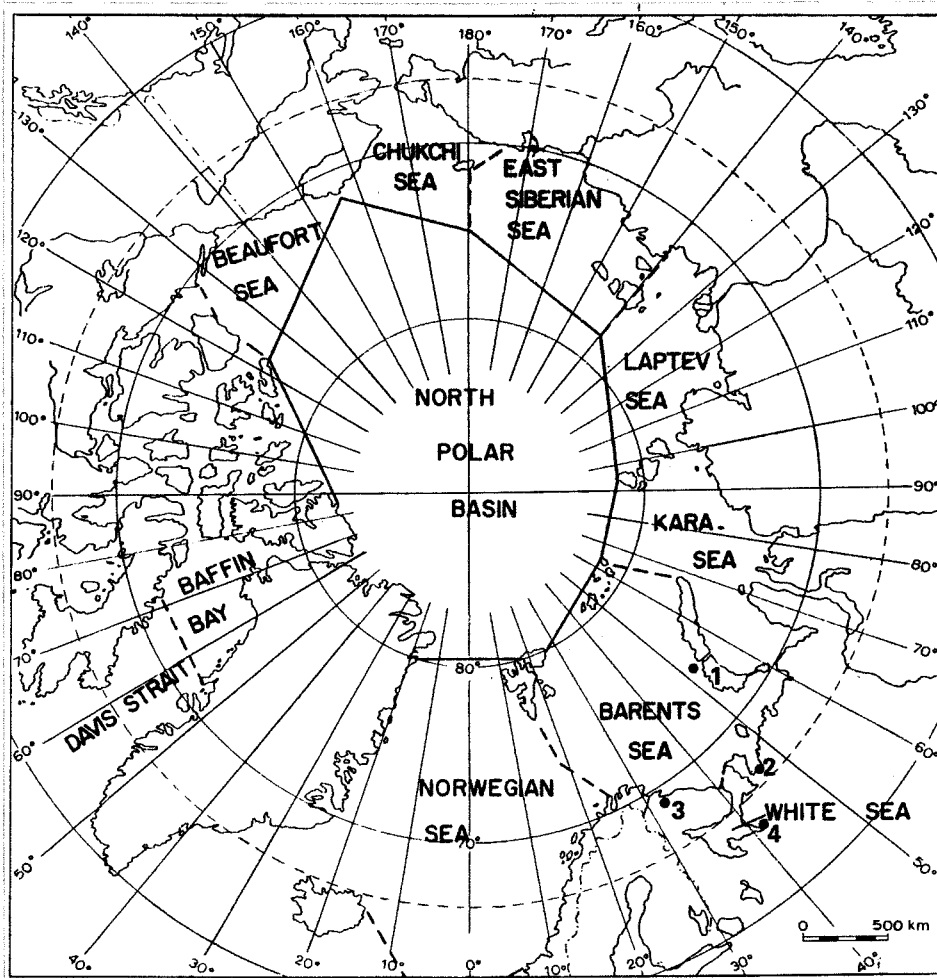 140° 150° 160° 170° 180° 170° 160° 150° 140°
130° 130°
CHUKCHI
SEA
EAST
SIBERIAN
SEA
120° 120°
BEAUFORT
SEA
110° 110°
LAPTEV
SEA
NORTH
POLAR
BASIN
100° 100°
90° 90°
KARA
SEA
80° 80°
BAFFIN
BAY
70° 70°
DAVIS STRAIT
80°
1
BARENTS
SEA
60° 60°
NORWEGIAN
SEA
70°
2
3
WHITE SEA
4
50° 50°
0 500 km
40° 30° 20° 10° 0° 10° 20° 30° 40°